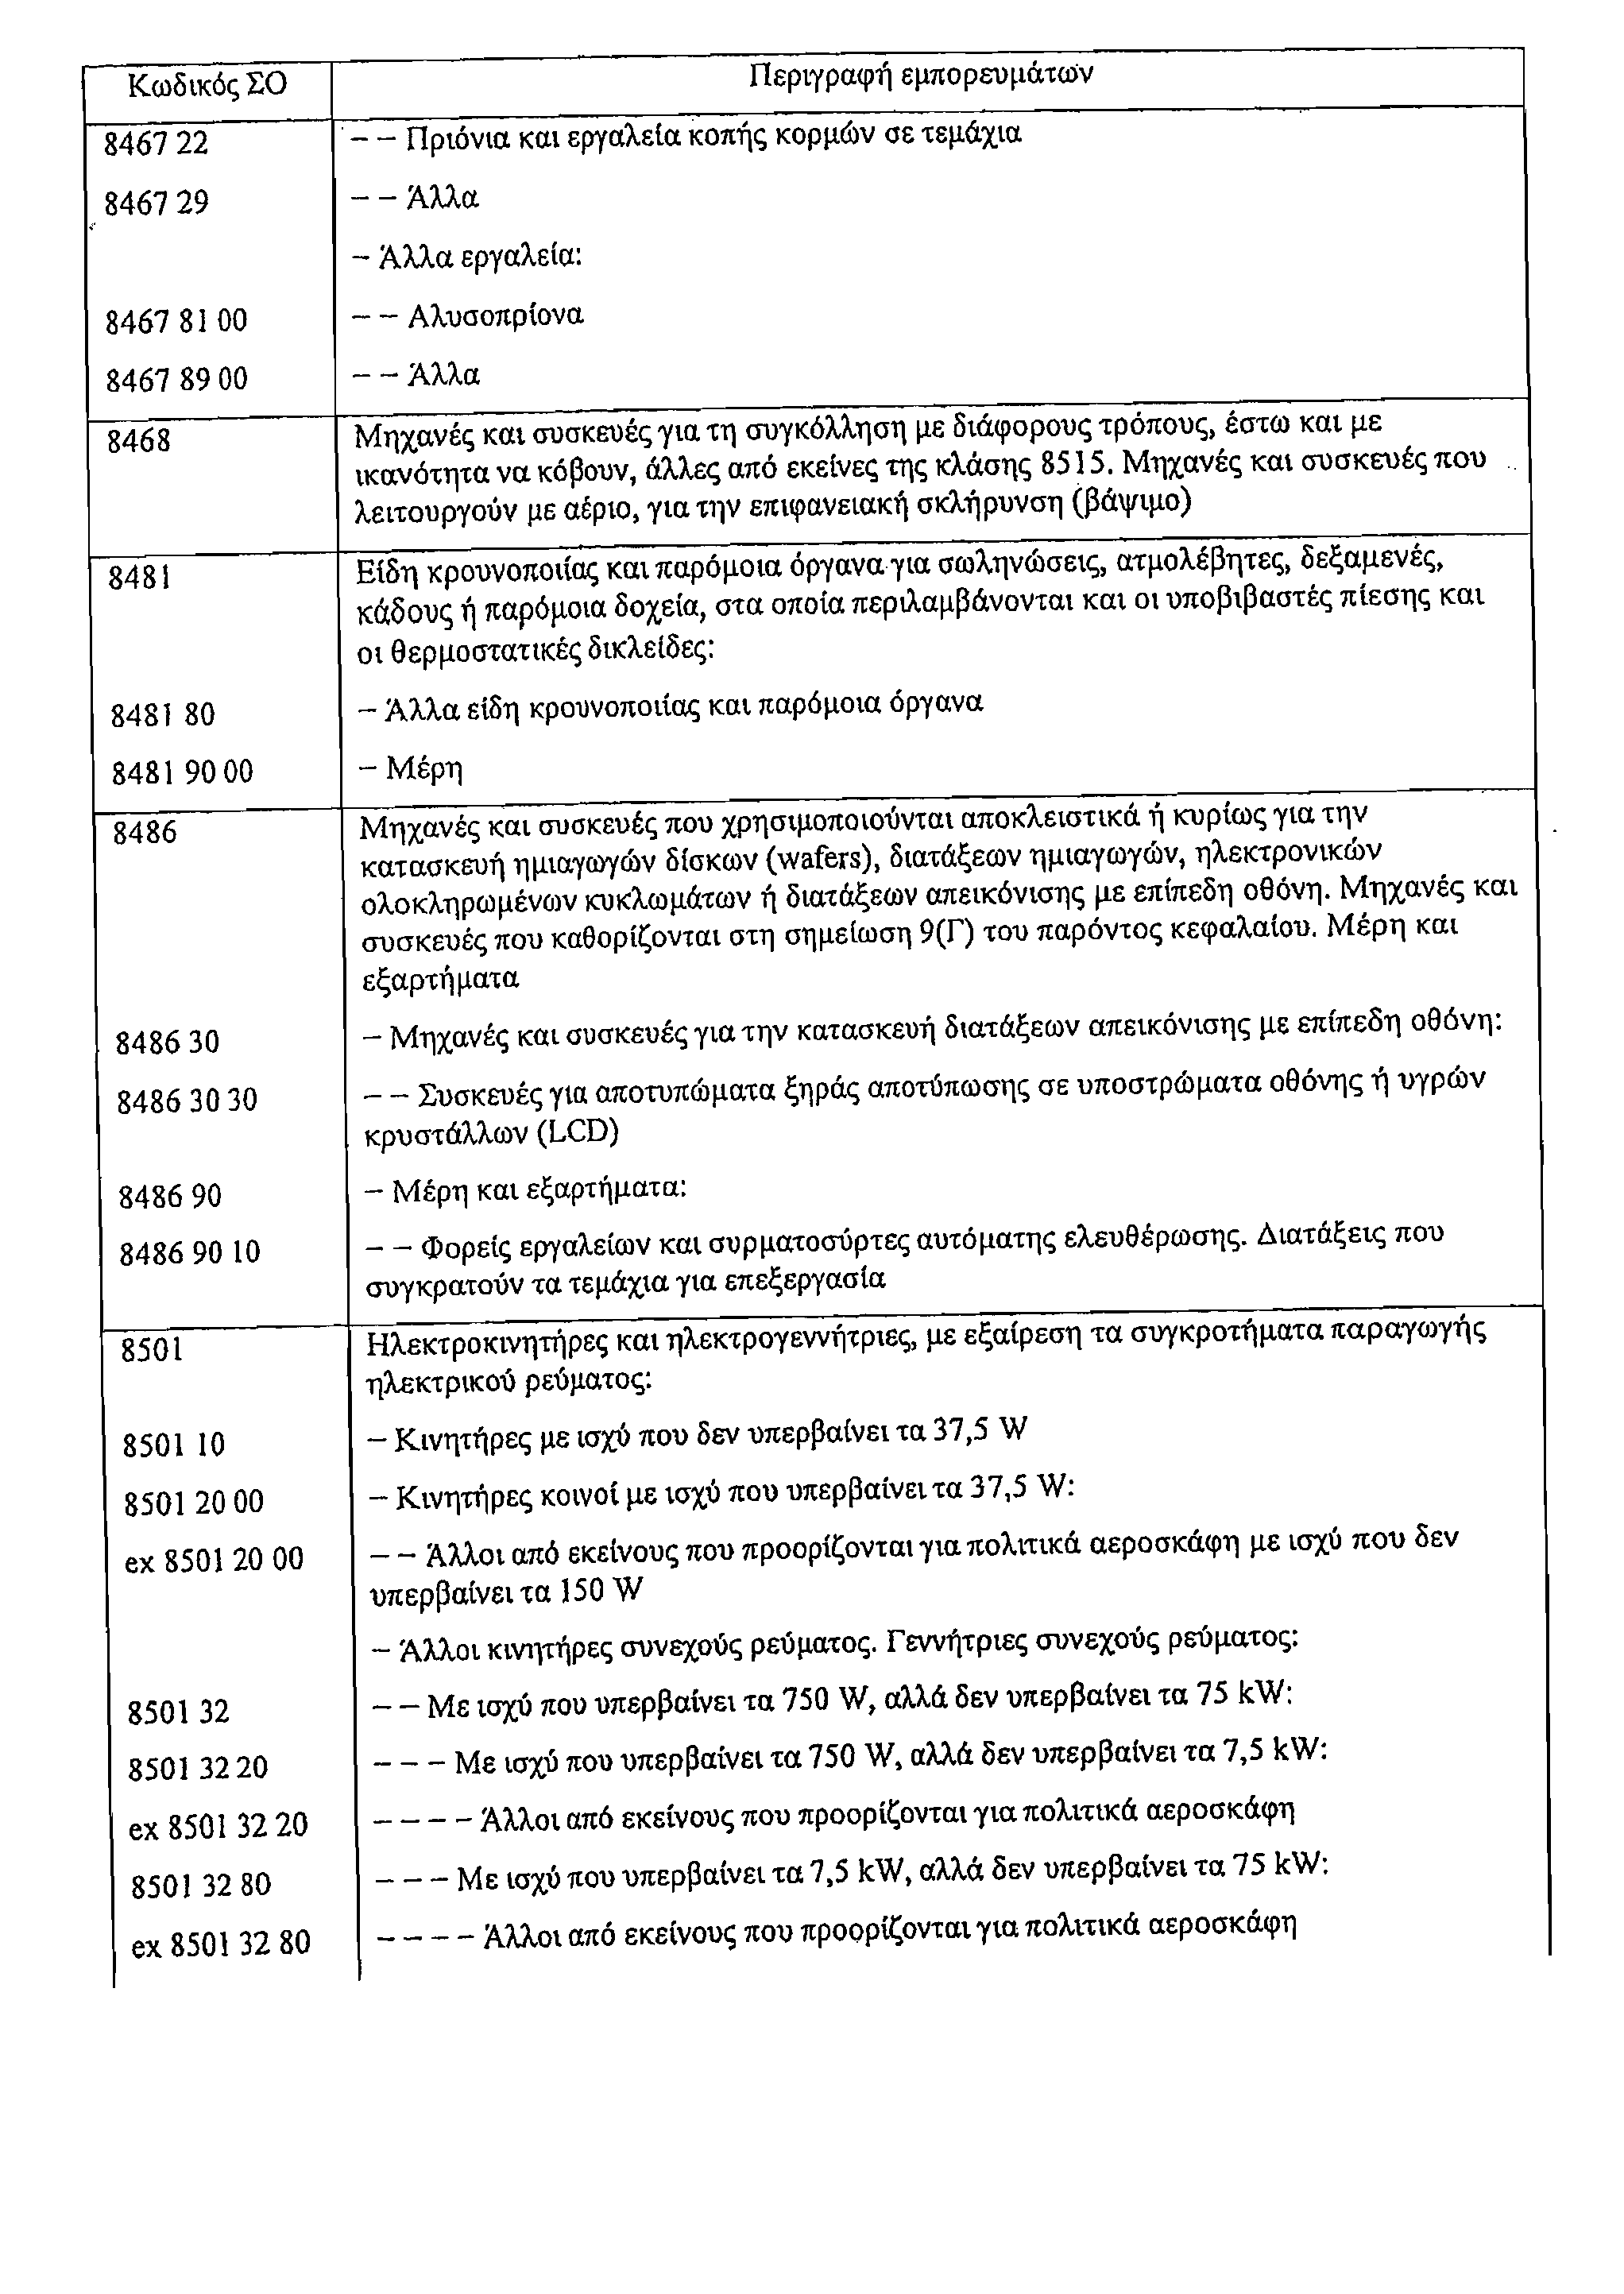 Κωδικός ΣΟ Περιγραφή εμπορευμάτων
8467 22 – – Πριόνια και εργαλεία κοπής κορμών σε τεμάχια
8467 29 – – Άλλα
– Άλλα εργαλεία:
8467 81 00 – – Αλυσοπρίονα
8467 89 00 – – Άλλα
8468 Μηχανές και συσκευές για τη συγκόλληση με διάφορους τρόπους, έστω και με
ικανότητα να κόβουν, άλλες από εκείνες της κλάσης 8515. Μηχανές και συσκευές που
λειτουργούν με αέριο, για την επιφανειακή σκλήρυνση (βάψιμο)
8481 Είδη κρουνοποιίας και παρόμοια όργανα για σωληνώσεις, ατμολέβητες, δεξαμενές,
κάδους ή παρόμοια δοχεία, στα οποία περιλαμβάνονται και οι υποβιβαστές πίεσης και
οι θερμοστατικές δικλείδες:
8481 80 – Άλλα είδη κρουνοποιίας και παρόμοια όργανα
8481 90 00 – Μέρη
8486 Μηχανές και συσκευές που χρησιμοποιούνται αποκλειστικά ή κυρίως για την
κατασκευή ημιαγωγών δίσκων (wafers), διατάξεων ημιαγωγών, ηλεκτρονικών
ολοκληρωμένων κυκλωμάτων ή διατάξεων απεικόνισης με επίπεδη οθόνη. Μηχανές και
συσκευές που καθορίζονται στη σημείωση 9(Γ) του παρόντος κεφαλαίου. Μέρη και
εξαρτήματα
8486 30 – Μηχανές και συσκευές για την κατασκευή διατάξεων απεικόνισης με επίπεδη οθόνη:
8486 30 30 – – Συσκευές για αποτυπώματα ξηράς αποτύπωσης σε υποστρώματα οθόνης ή υγρών
κρυστάλλων (LCD)
8486 90 – Μέρη και εξαρτήματα:
8486 90 10 – – Φορείς εργαλείων και συρματοσύρτες αυτόματης ελευθέρωσης. Διατάξεις που
συγκρατούν τα τεμάχια για επεξεργασία
8501 Ηλεκτροκινητήρες και ηλεκτρογεννήτριες, με εξαίρεση τα συγκροτήματα παραγωγής
ηλεκτρικού ρεύματος:
8501 10 – Κινητήρες με ισχύ που δεν υπερβαίνει τα 37,5 W
8501 20 00 – Κινητήρες κοινοί με ισχύ που υπερβαίνει τα 37,5 W:
ex 8501 20 00 – – Άλλοι από εκείνους που προορίζονται για πολιτικά αεροσκάφη με ισχύ που δεν
υπερβαίνει τα 150 W
– Άλλοι κινητήρες συνεχούς ρεύματος. Γεννήτριες συνεχούς ρεύματος:
8501 32 – – Με ισχύ που υπερβαίνει τα 750 W, αλλά δεν υπερβαίνει τα 75 kW:
8501 32 20 – – – Με ισχύ που υπερβαίνει τα 750 W, αλλά δεν υπερβαίνει τα 7,5 kW:
ex 8501 32 20 – – – – Άλλοι από εκείνους που προορίζονται για πολιτικά αεροσκάφη
8501 32 80 – – – Με ισχύ που υπερβαίνει τα 7,5 kW, αλλά δεν υπερβαίνει τα 75 kW:
ex 8501 32 80 – – – – Άλλοι από εκείνους που προορίζονται για πολιτικά αεροσκάφη